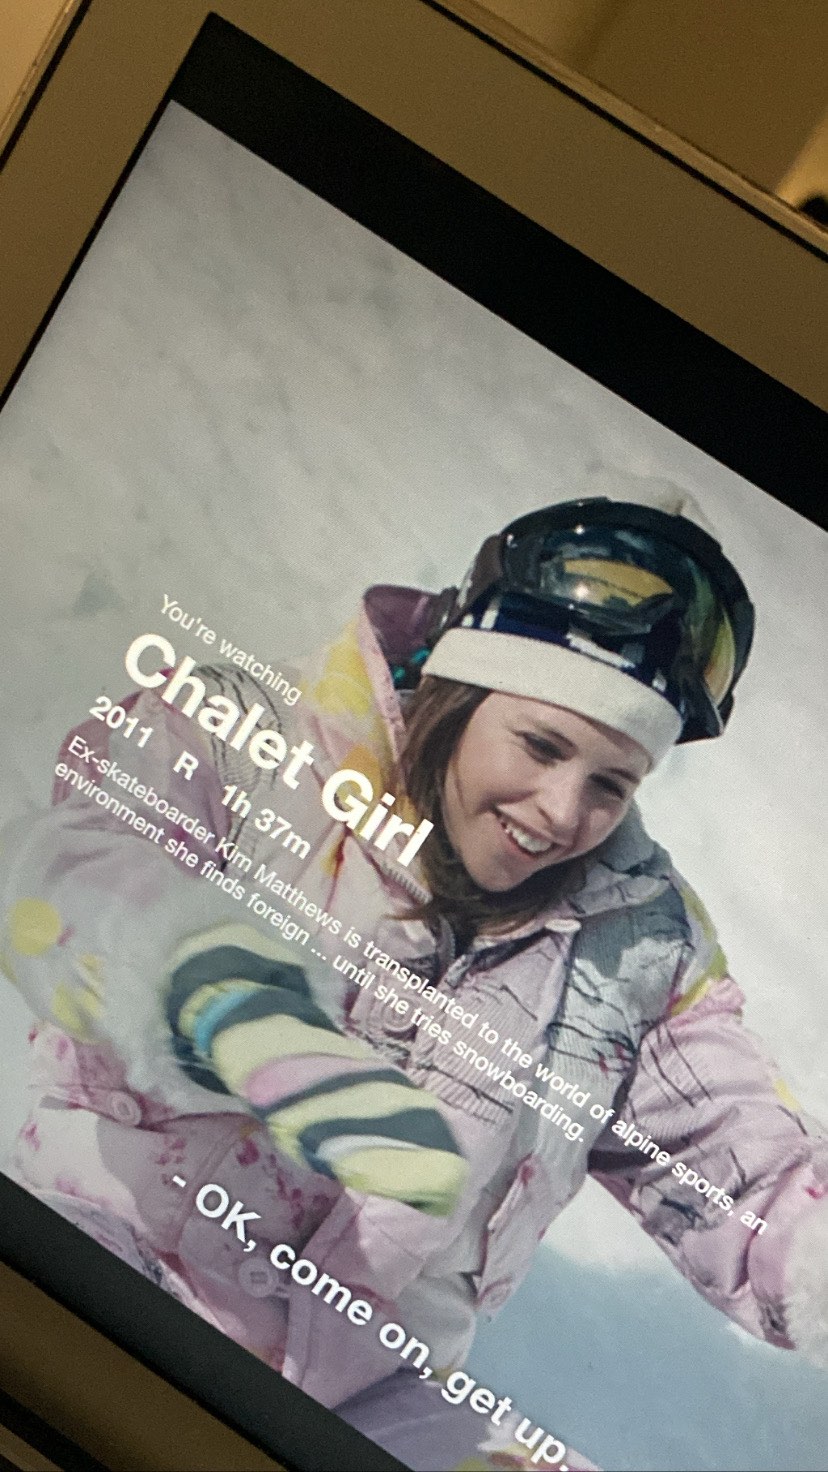 You're watching
Chalet Girl
2011 R 1h 37m
Ex-skateboarder Kim Matthews is transplanted to the world of alpine sports, an
environment she finds foreign ... until she tries snowboarding.
- OK, come on, get up.